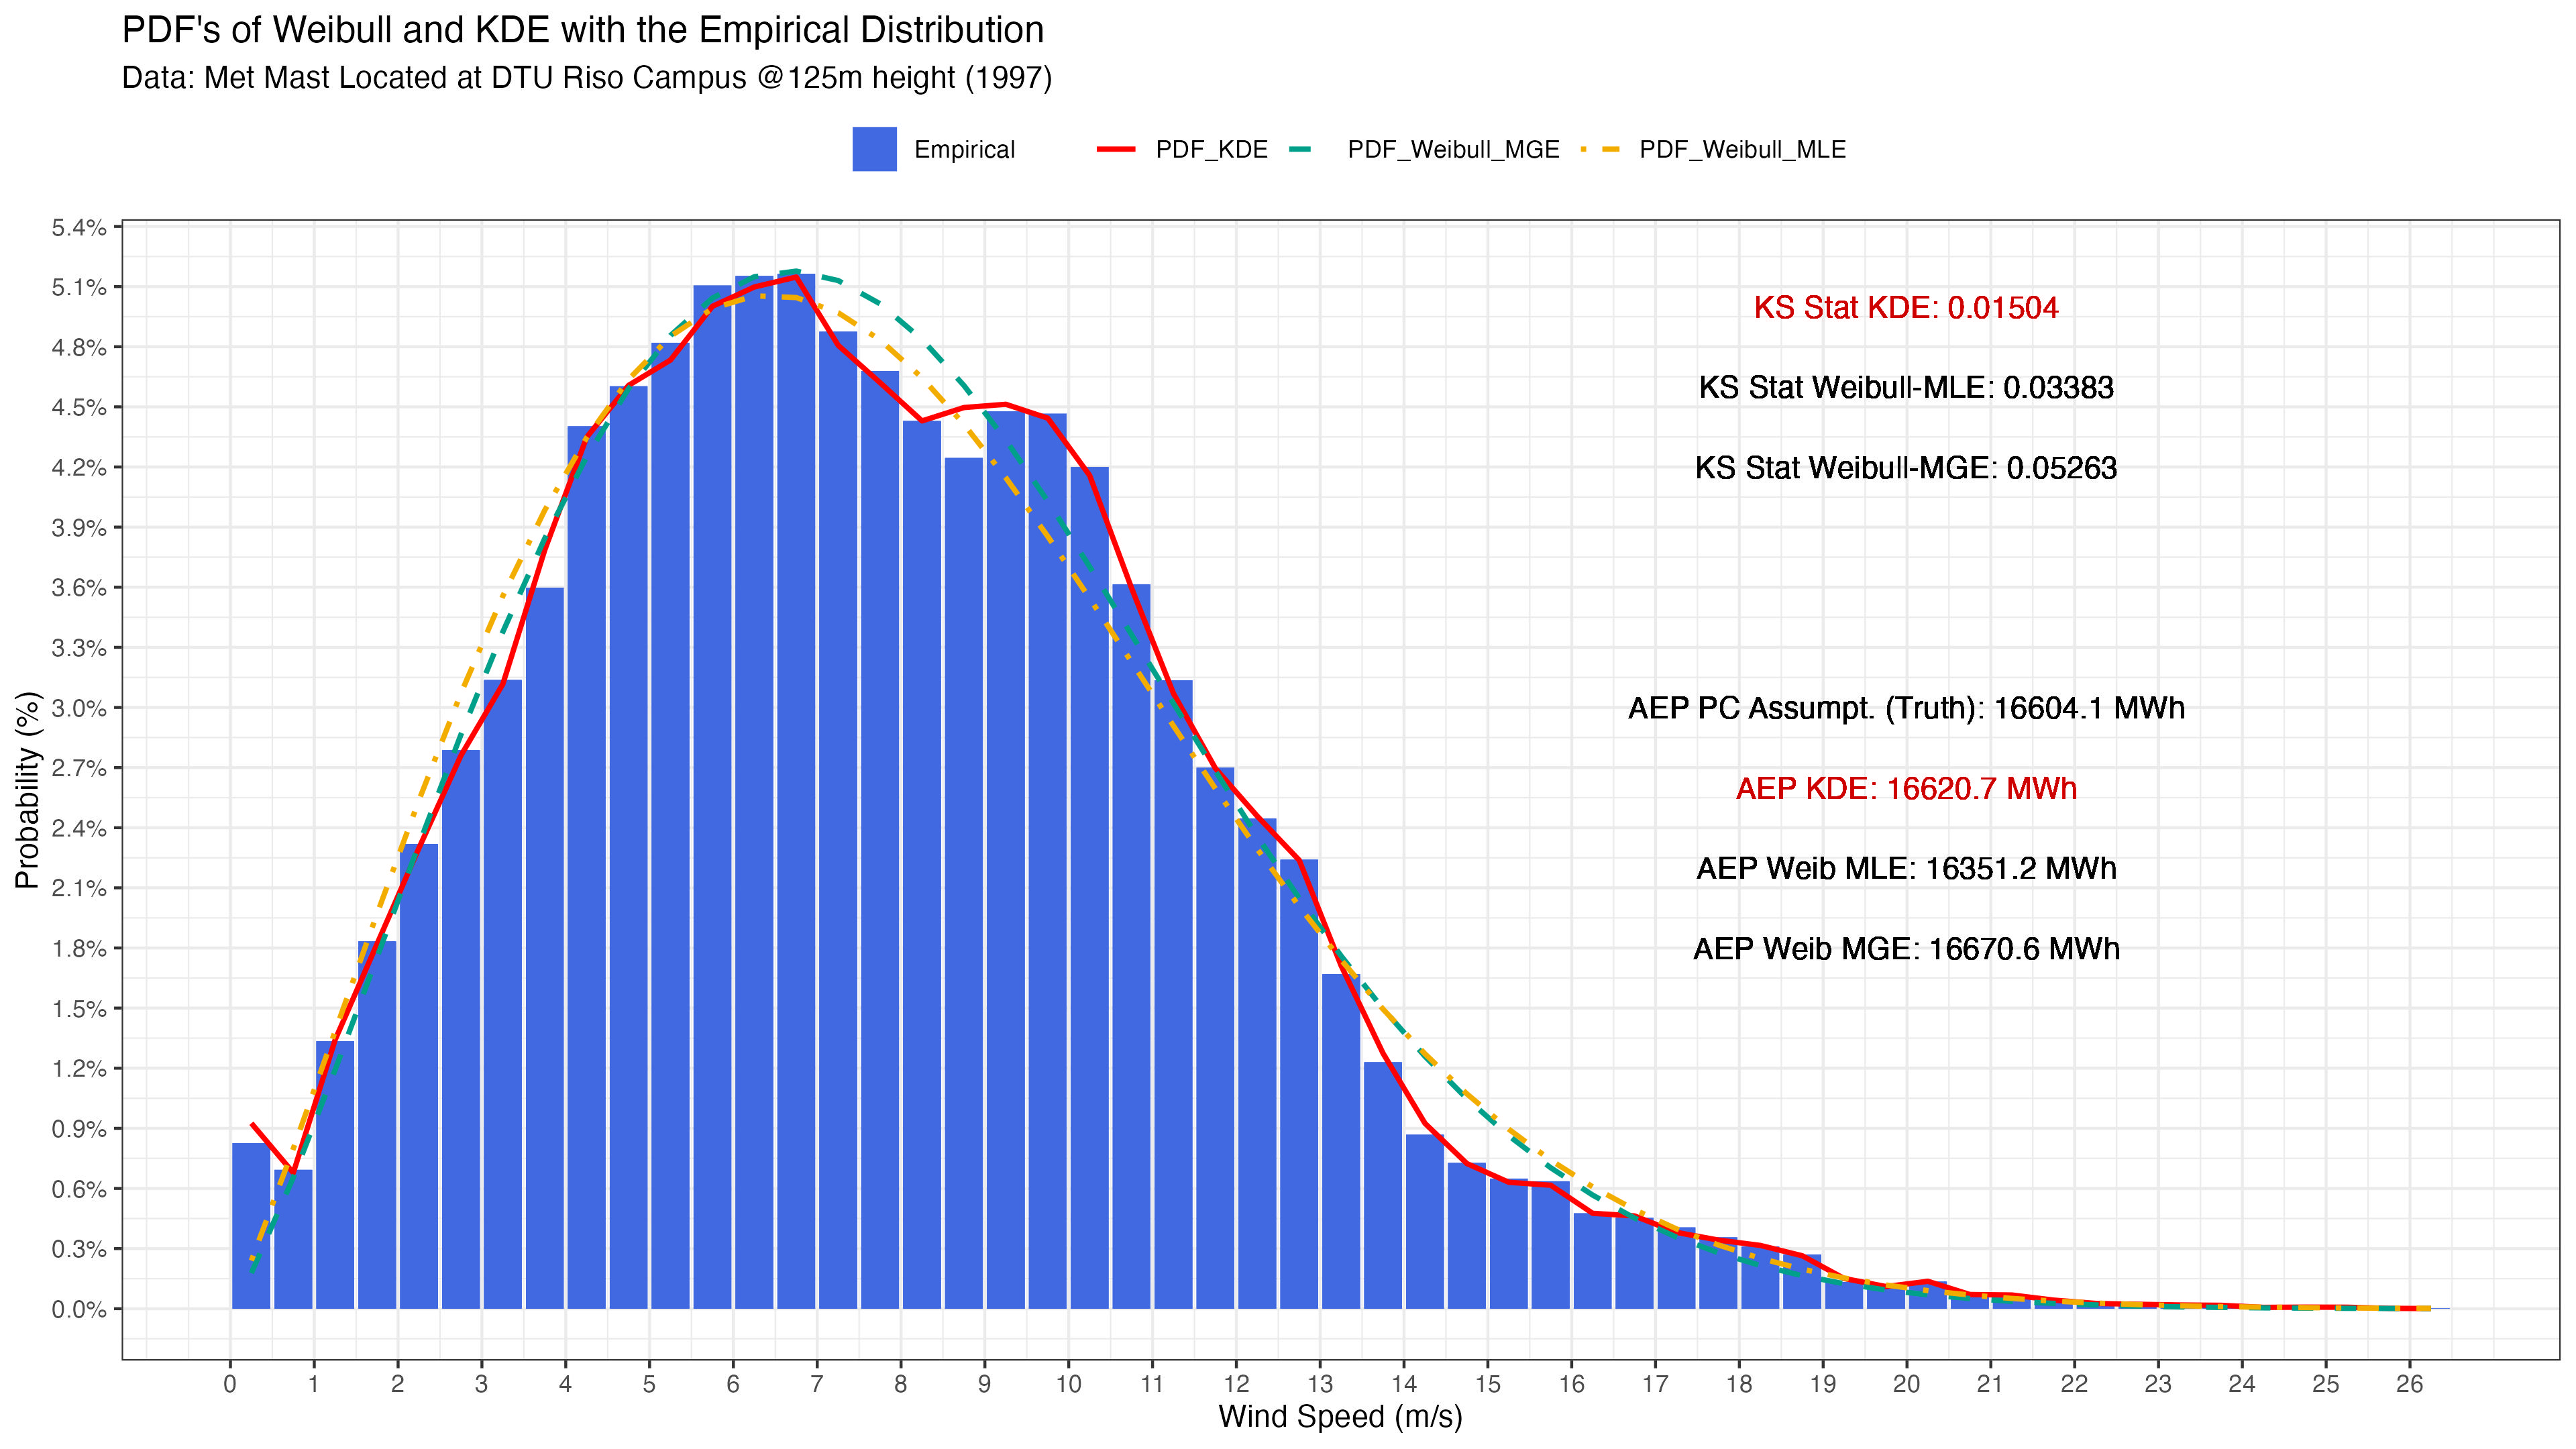 PDF's of Weibull and KDE with the Empirical Distribution
Data: Met Mast Located at DTU Riso Campus @125m height (1997)
Empirical PDF_KDE PDF_Weibull_MGE PDF_Weibull_MLE
5.4%
5.1%
4.8%
4.5%
4.2%
3.9%
3.6%
3.3%
3.0%
2.7%
2.4%
2.1%
1.8%
1.5%
1.2%
0.9%
0.6%
0.3%
0.0%
Probability (%)
KS Stat KDE: 0.01504
KS Stat Weibull-MLE: 0.03383
KS Stat Weibull-MGE: 0.05263
AEP PC Assumpt. (Truth): 16604.1 MWh
AEP KDE: 16620.7 MWh
AEP Weib MLE: 16351.2 MWh
AEP Weib MGE: 16670.6 MWh
0 1 2 3 4 5 6 7 8 9 10 11 12 13 14 15 16 17 18 19 20 21 22 23 24 25 26
Wind Speed (m/s)